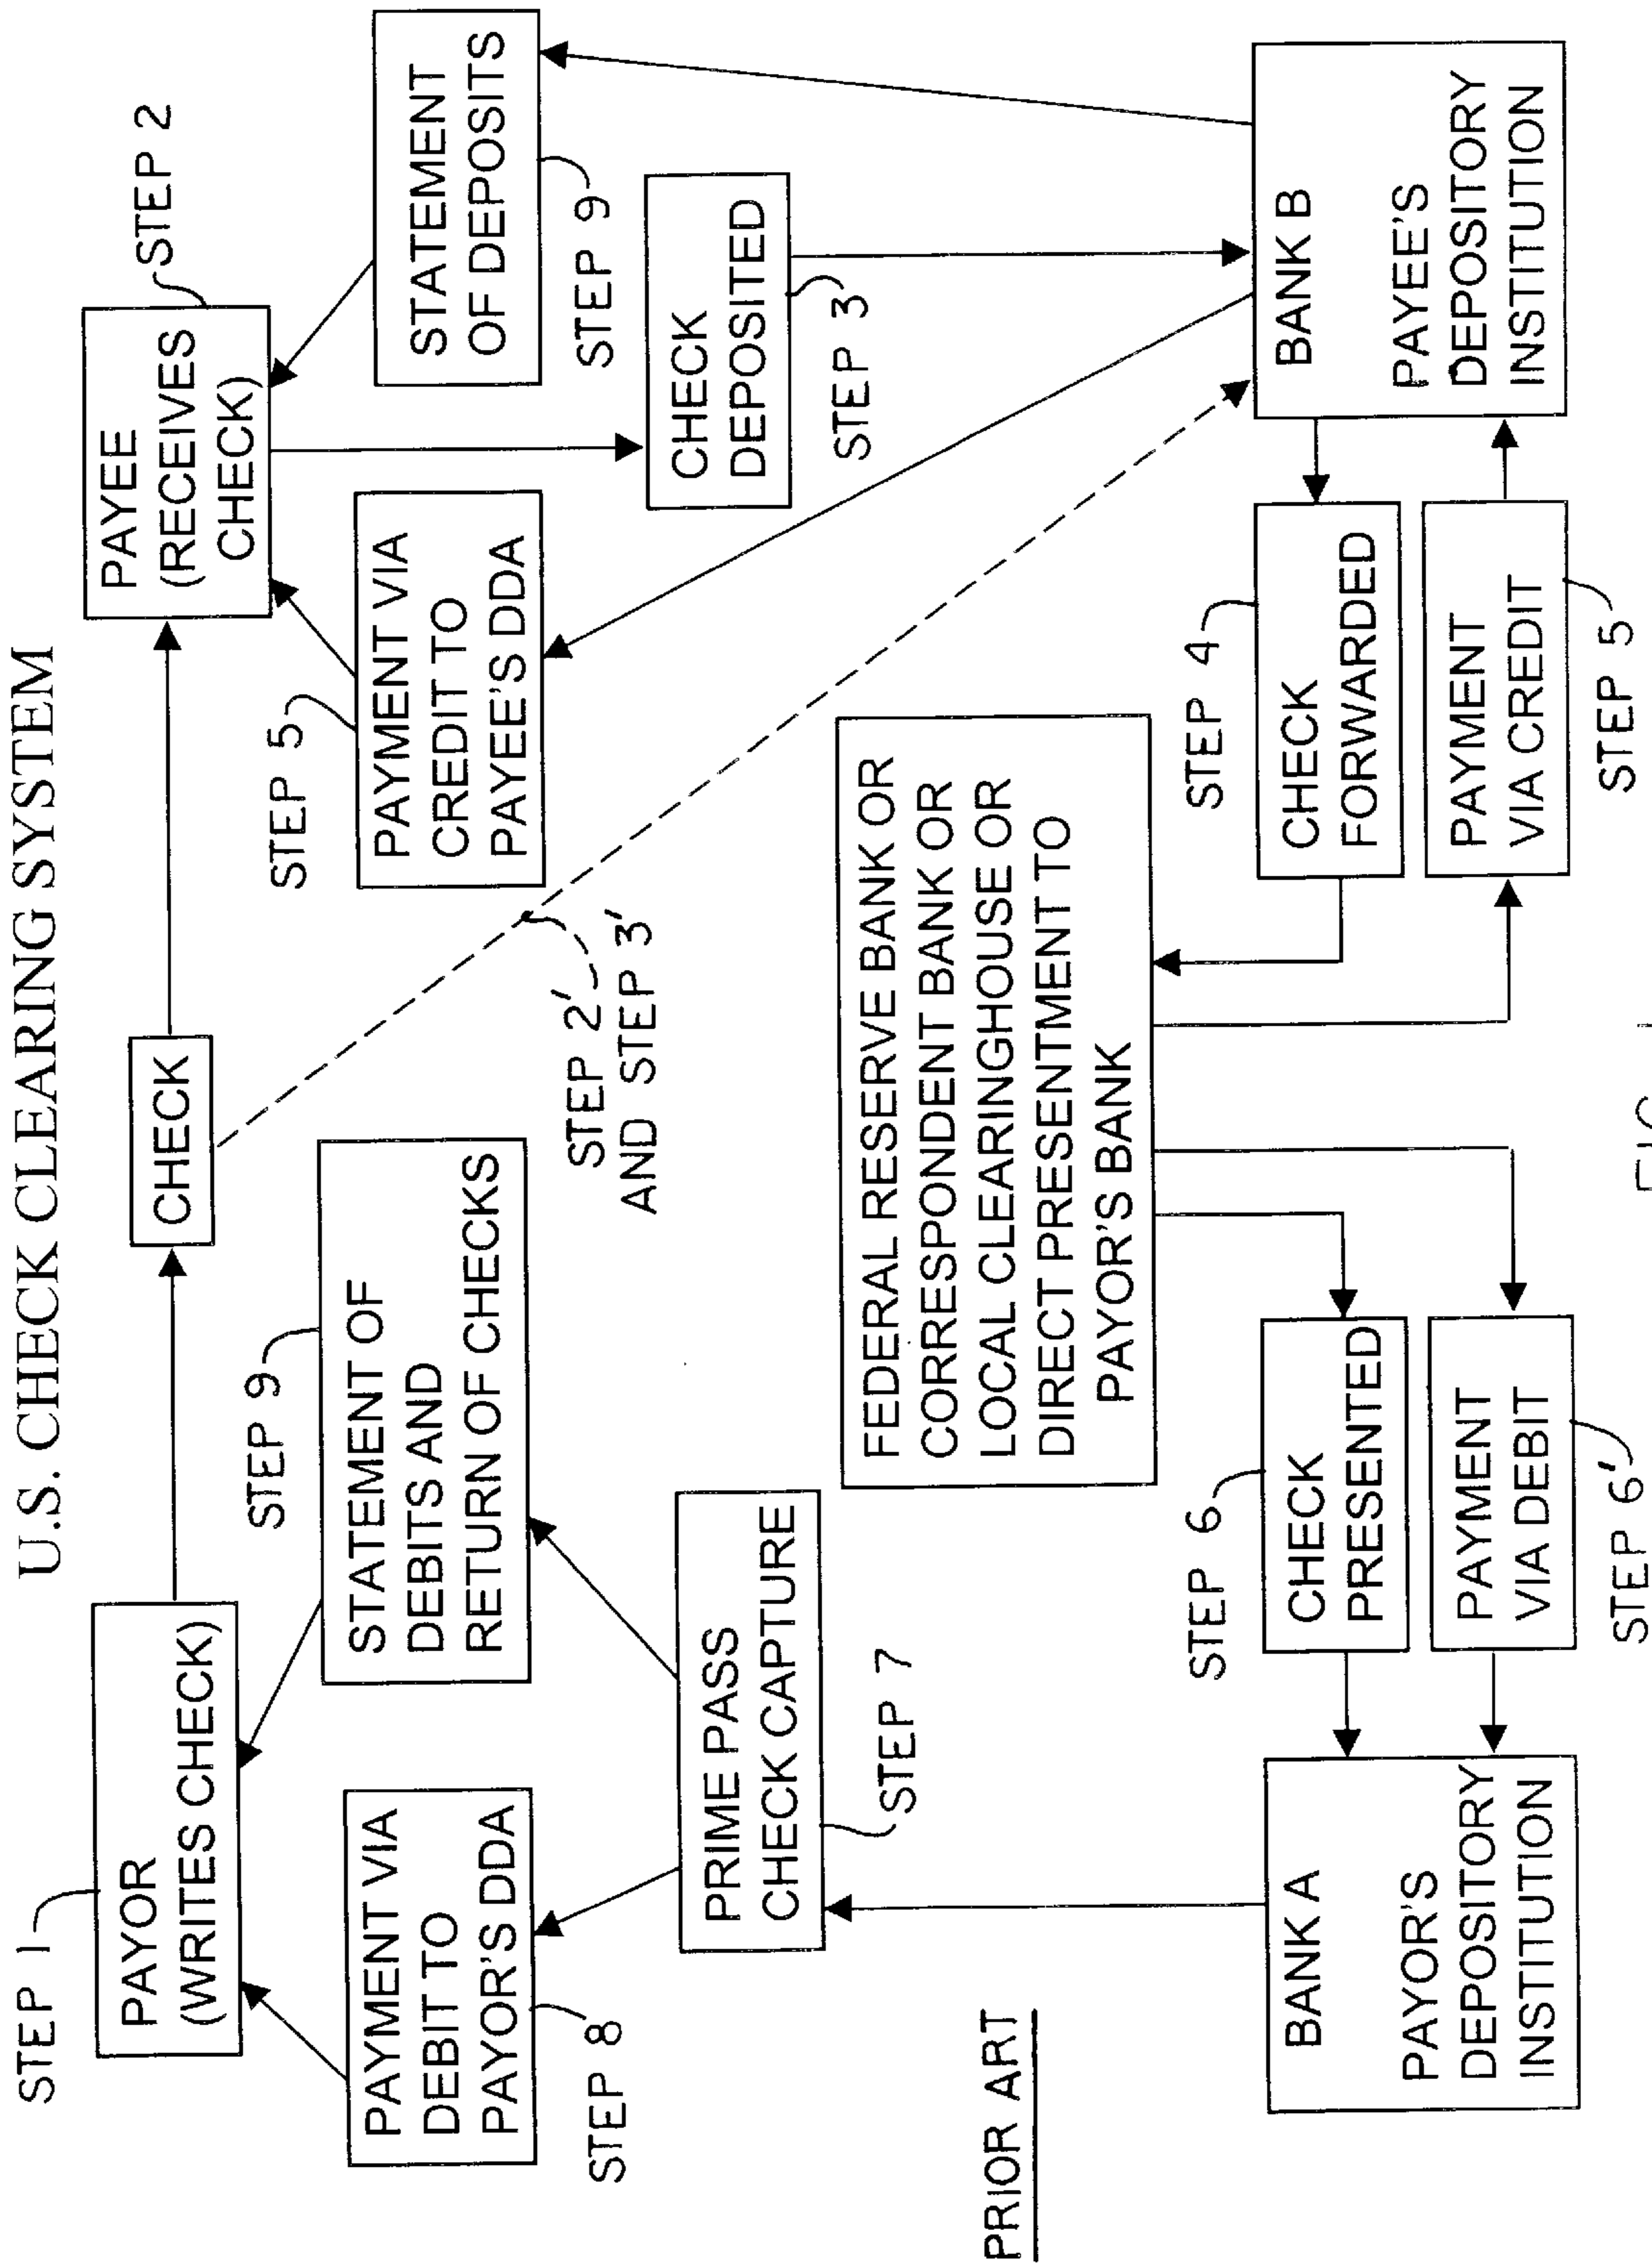 U.S. CHECK CLEARING SYSTEM
STEP 1
PAYOR
(WRITES CHECK)
CHECK
PAYEE
(RECEIVES
CHECK)
STEP 2
PAYMENT VIA
DEBIT TO
PAYOR'S DDA
STEP 8
STEP 9
STATEMENT OF
DEBITS AND
RETURN OF CHECKS
STEP 2'
AND STEP 3'
STEP 5
PAYMENT VIA
CREDIT TO
PAYEE'S DDA
STATEMENT
OF DEPOSITS
STEP 9
CHECK
DEPOSITED
STEP 3
PRIME PASS
CHECK CAPTURE
STEP 7
FEDERAL RESERVE BANK OR
CORRESPONDENT BANK OR
LOCAL CLEARINGHOUSE OR
DIRECT PRESENTMENT TO
PAYOR'S BANK
PRIOR ART
BANK A
PAYOR'S
DEPOSITORY
INSTITUTION
STEP 6
CHECK
PRESENTED
PAYMENT
VIA DEBIT
STEP 6'
STEP 4
CHECK
FORWARDED
PAYMENT
VIA CREDIT
STEP 5
BANK B
PAYEE'S
DEPOSITORY
INSTITUTION